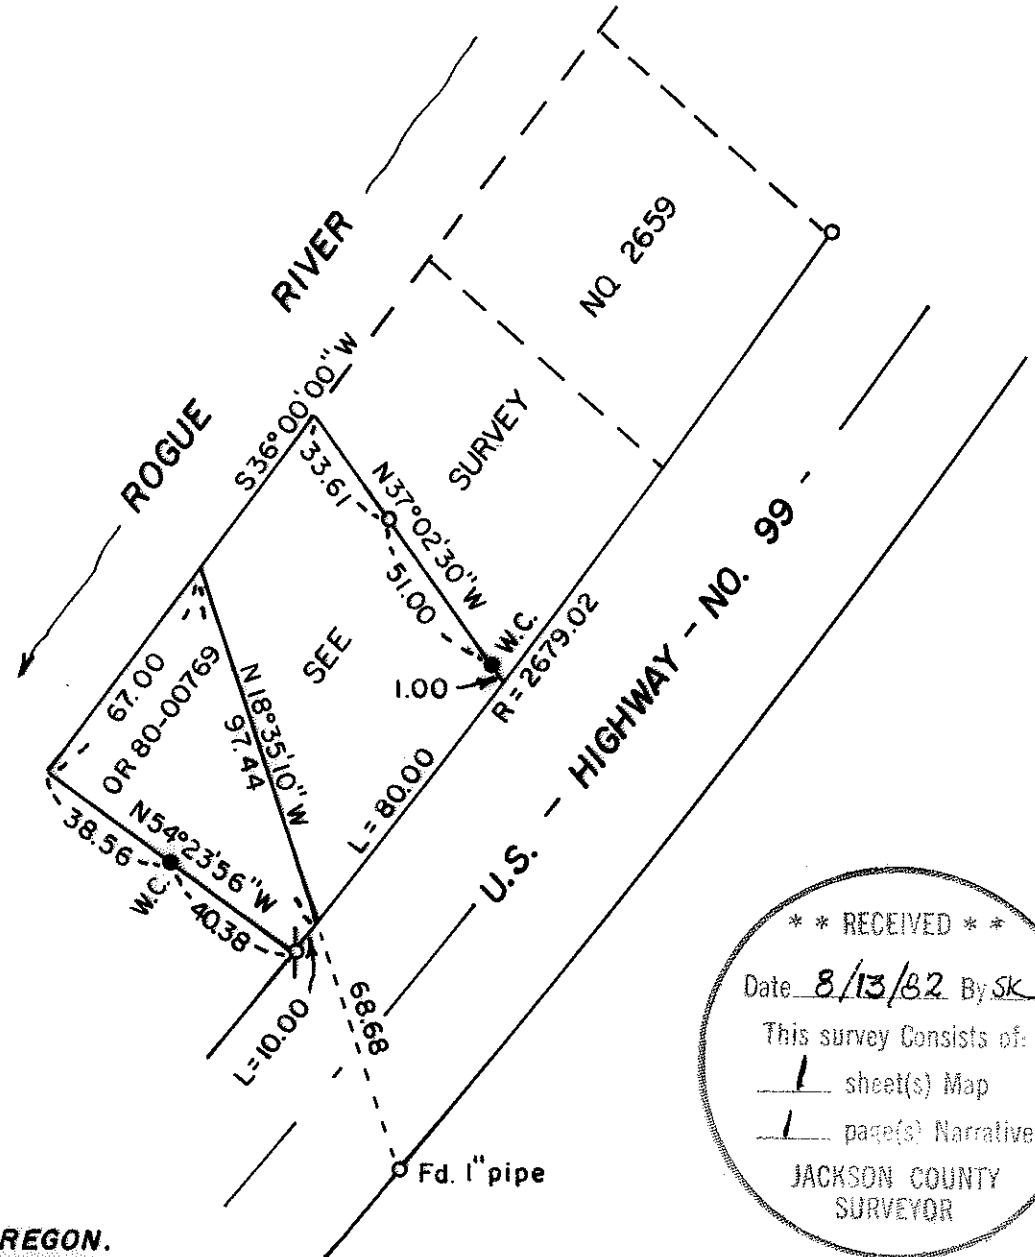 RIVER
ROGUE
NO. 2659
SURVEY
SEE
S36°00'00"W
33.61
N37°02'30"W
51.00
W.C.
1.00
R=2679.02
67.00
OR 80-00769
N18°35'10"W
97.44
L=80.00
38.56
N54°23'56"W
W.C.
40.38
L=10.00
68.68
U.S. - HIGHWAY - NO. 99 -
Fd. 1" pipe
* * RECEIVED * *
Date 8/13/82 By SK
This survey Consists of:
1 sheet(s) Map
1 page(s) Narrative
JACKSON COUNTY
SURVEYOR
REGON.